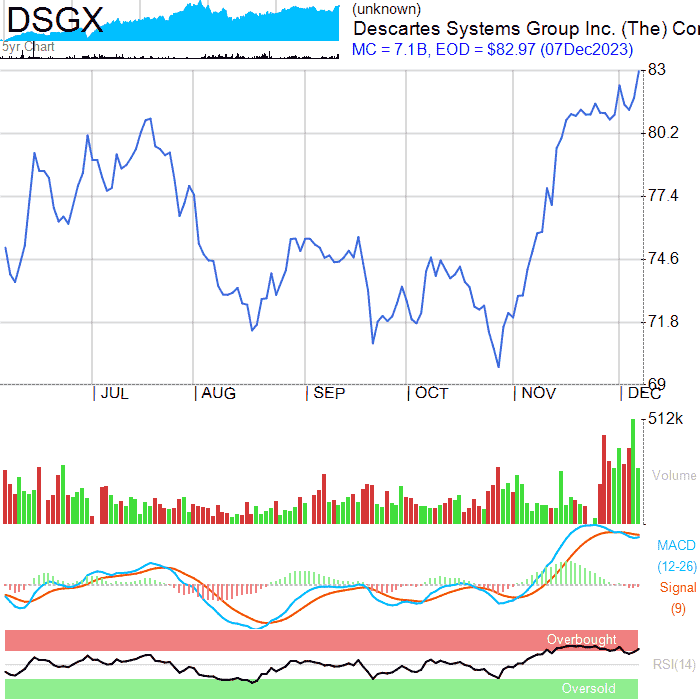 DSGX
5yr Chart
(unknown)
Descartes Systems Group Inc. (The) Cor
MC = 7.1B, EOD = $82.97 (07Dec2023)
83
80.2
77.4
74.6
71.8
69
JUL AUG SEP OCT NOV DEC
512k
Volume
MACD
(12-26)
Signal
(9)
Overbought
RSI(14)
Oversold